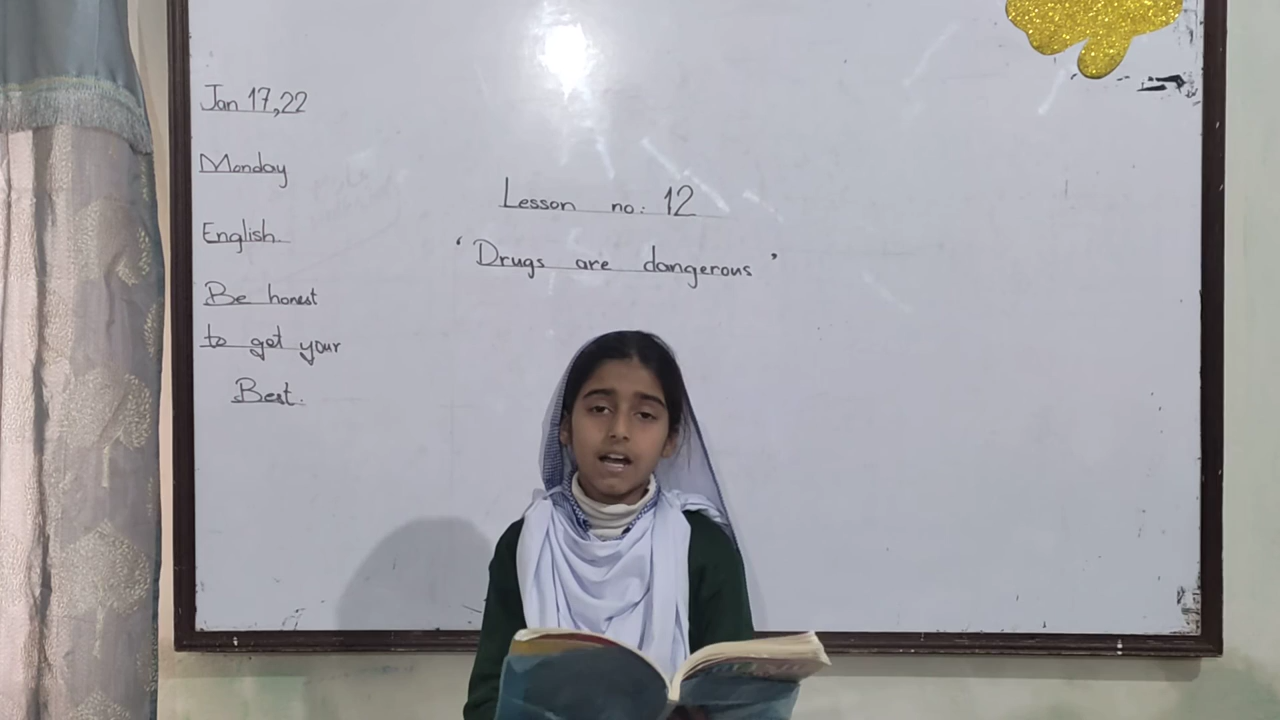 Jan 17,22
Monday
English
Be honest
to get your
Best.
Lesson no: 12
'Drugs are dangerous'